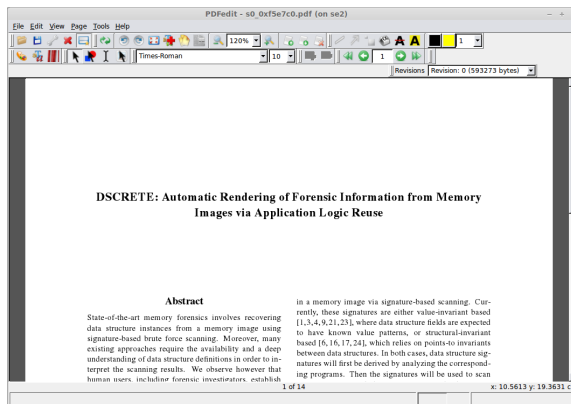 PDFedit - s0_0xf5e7c0.pdf (on se2)
File Edit View Page Tools Help
120%
1
Times-Roman
10
1
Revisions Revision: 0 (593273 bytes)
DSCRETE: Automatic Rendering of Forensic Information from Memory
Images via Application Logic Reuse
Abstract
State-of-the-art memory forensics involves recovering
data structure instances from a memory image using
signature-based brute force scanning. Moreover, many
existing approaches require the availability and a deep
understanding of data structure definitions in order to in-
terpret the scanning results. We observe however that
human users, including forensic investigators, establish
in a memory image via signature-based scanning. Cur-
rently, these signatures are either value-invariant based
[1,3,4,9,21,23], where data structure fields are expected
to have known value patterns, or structural-invariant
based [6,16,17,24], which relies on points-to invariants
between data structures. In both cases, data structure sig-
natures will first be derived by analyzing the correspond-
ing programs. Then the signatures will be used to scan
1 of 14
x: 10.5613 y: 19.3631 c